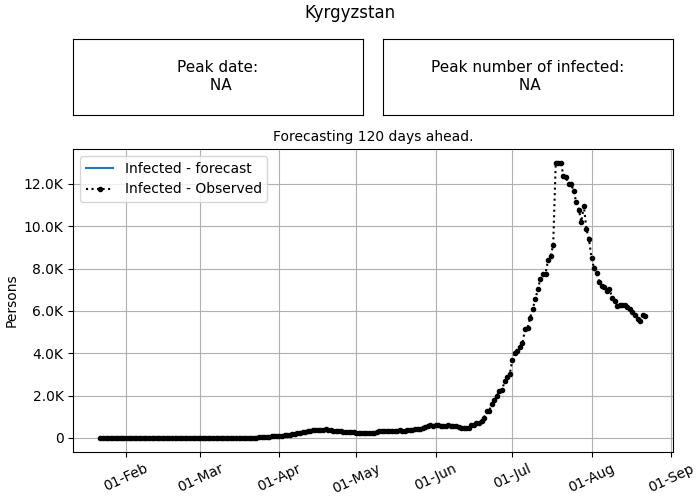 Kyrgyzstan
Peak date:
NA
Peak number of infected:
NA
Forecasting 120 days ahead.
Infected - forecast
Infected - Observed
Persons
12.0K
10.0K
8.0K
6.0K
4.0K
2.0K
0
01-Feb
01-Mar
01-Apr
01-May
01-Jun
01-Jul
01-Aug
01-Sep